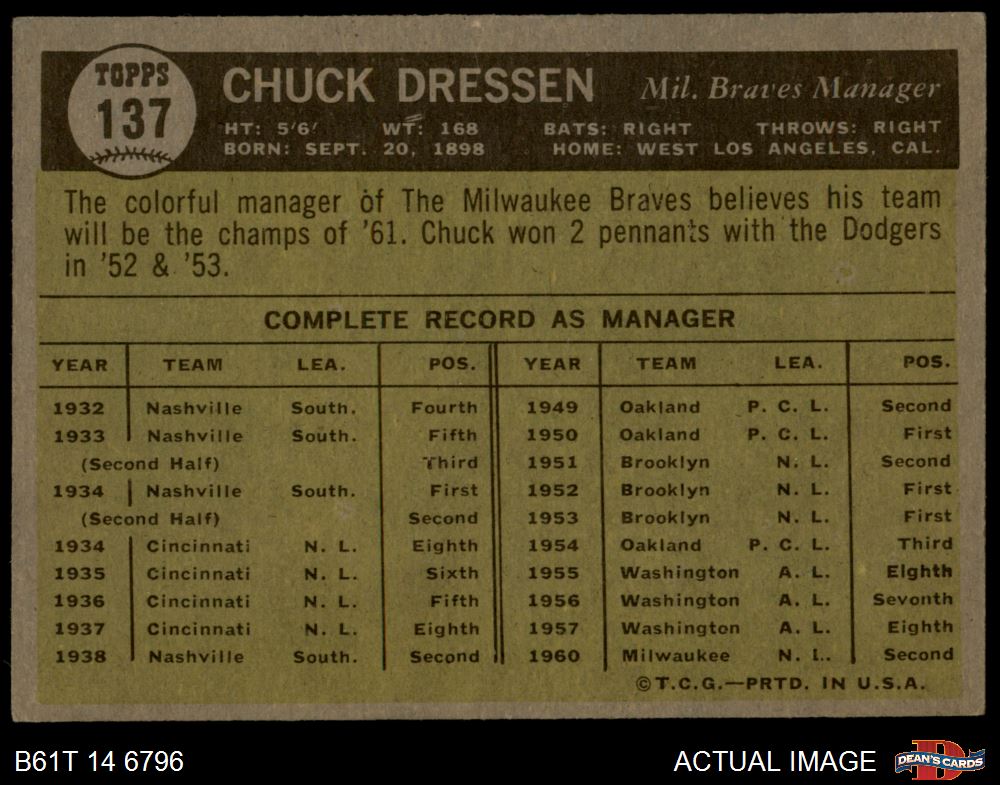 TOPPS
137
CHUCK DRESSEN Mil. Braves Manager
HT: 5'6' WT: 168 BATS: RIGHT THROWS: RIGHT
BORN: SEPT. 20, 1898 HOME: WEST LOS ANGELES, CAL.
The colorful manager of The Milwaukee Braves believes his team
will be the champs of '61. Chuck won 2 pennants with the Dodgers
in '52 & '53.
COMPLETE RECORD AS MANAGER
YEAR TEAM LEA. POS. YEAR TEAM LEA. POS.
1932 Nashville South. Fourth 1949 Oakland P. C. L. Second
1933 Nashville South. Fifth 1950 Oakland P. C. L. First
(Second Half) Third 1951 Brooklyn N. L. Second
1934 Nashville South. First 1952 Brooklyn N. L. First
(Second Half) Second 1953 Brooklyn N. L. First
1934 Cincinnati N. L. Eighth 1954 Oakland P. C. L. Third
1935 Cincinnati N. L. Sixth 1955 Washington A. L. Eighth
1936 Cincinnati N. L. Fifth 1956 Washington A. L. Sevonth
1937 Cincinnati N. L. Eighth 1957 Washington A. L. Eighth
1938 Nashville South. Second 1960 Milwaukee N. L. Second
©T.C.G.—PRTD. IN U.S.A.
B61T 14 6796 ACTUAL IMAGE DEAN'S CARDS